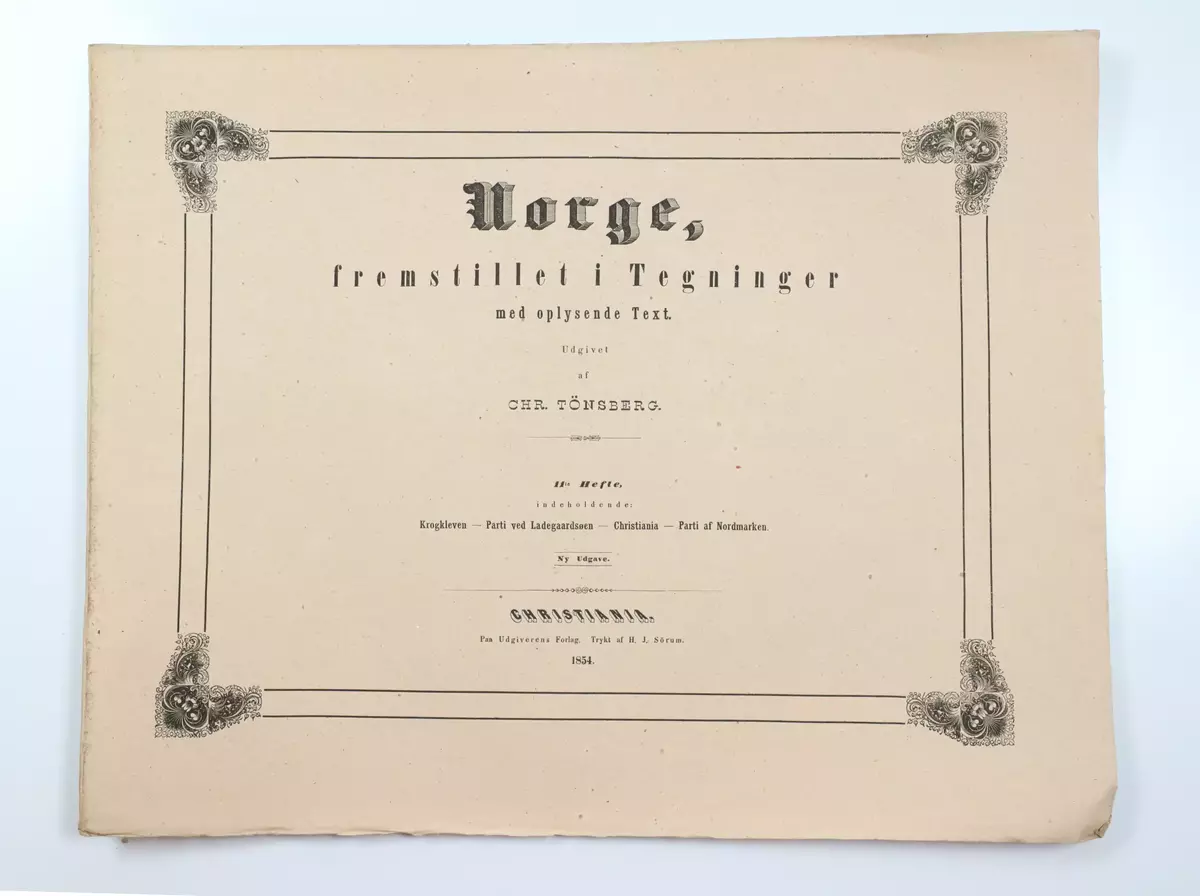 Norge,
fremstillet i Tegninger
med oplysende Text.
Udgivet
af
CHR. TÖNSBERG.
11te Hefte,
indeholdende:
Krogkleven — Parti ved Ladegaardsøen — Christiania — Parti af Nordmarken.
Ny Udgave.
CHRISTIANIA.
Paa Udgiverens Forlag. Trykt af H. J. Sörum.
1854.